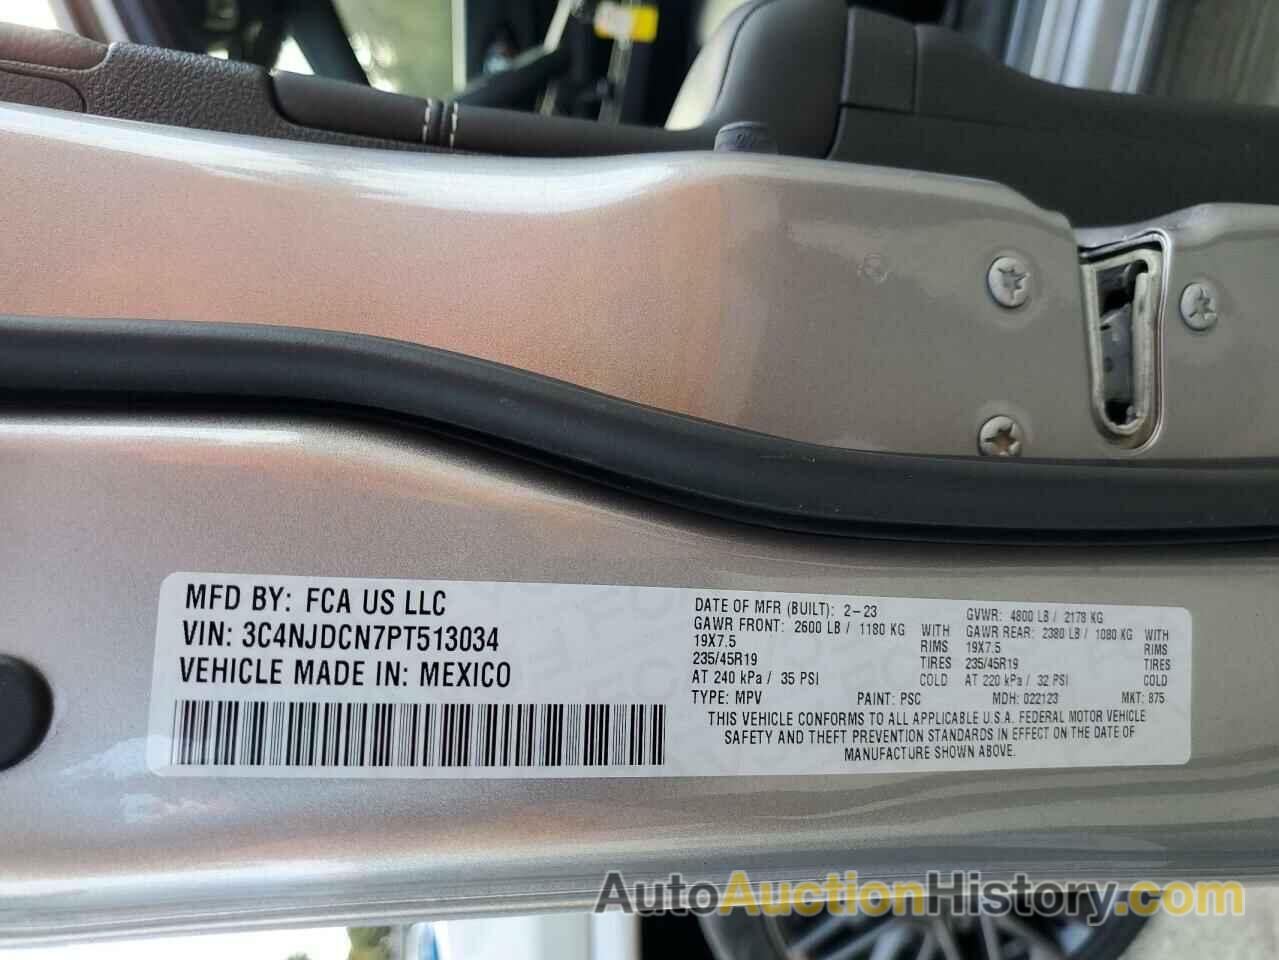 MFD BY: FCA US LLC
VIN: 3C4NJDCN7PT513034
VEHICLE MADE IN: MEXICO
DATE OF MFR (BUILT): 2-23 GVWR: 4800 LB / 2178 KG
GAWR FRONT: 2600 LB / 1180 KG WITH GAWR REAR: 2380 LB / 1080 KG WITH
19X7.5 RIMS 19X7.5 RIMS
235/45R19 TIRES 235/45R19 TIRES
AT 240 kPa / 35 PSI COLD AT 220 kPa / 32 PSI COLD
TYPE: MPV PAINT: PSC MDH: 022123 MKT: 875
THIS VEHICLE CONFORMS TO ALL APPLICABLE U.S.A. FEDERAL MOTOR VEHICLE
SAFETY AND THEFT PREVENTION STANDARDS IN EFFECT ON THE DATE OF
MANUFACTURE SHOWN ABOVE.
AutoAuctionHistory.com